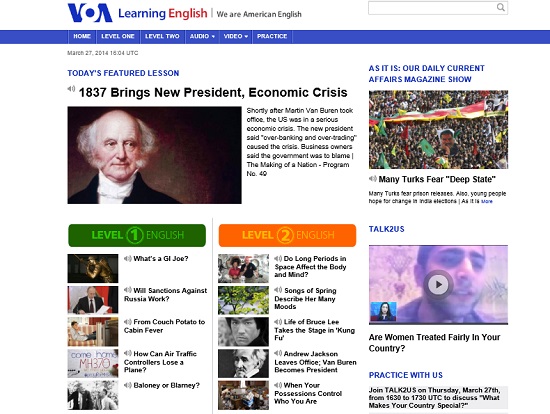 VOA Learning English | We are American English
HOME LEVEL ONE LEVEL TWO AUDIO VIDEO PRACTICE
March 27, 2014 16:04 UTC
TODAY'S FEATURED LESSON
1837 Brings New President, Economic Crisis
Shortly after Martin Van Buren took
office, the US was in a serious
economic crisis. The new president
said "over-banking and over-trading"
caused the crisis. Business owners
said the government was to blame |
The Making of a Nation - Program
No. 49
LEVEL 1 ENGLISH
What's a GI Joe?
Will Sanctions Against
Russia Work?
From Couch Potato to
Cabin Fever
How Can Air Traffic
Controllers Lose a
Plane?
Baloney or Blarney?
come home
MH370
LEVEL 2 ENGLISH
Do Long Periods in
Space Affect the Body
and Mind?
Songs of Spring
Describe Her Many
Moods
Life of Bruce Lee
Takes the Stage in 'Kung
Fu'
Andrew Jackson
Leaves Office; Van Buren
Becomes President
When Your
Possessions Control
Who You Are
AS IT IS: OUR DAILY CURRENT
AFFAIRS MAGAZINE SHOW
Many Turks Fear "Deep State"
Many Turks fear prison releases. Also, young people
hope for change in India elections | As It Is More
TALK2US
Are Women Treated Fairly In Your
Country?
PRACTICE WITH US
Join TALK2US on Thursday, March 27th,
from 1630 to 1730 UTC to discuss "What
Makes Your Country Special?"